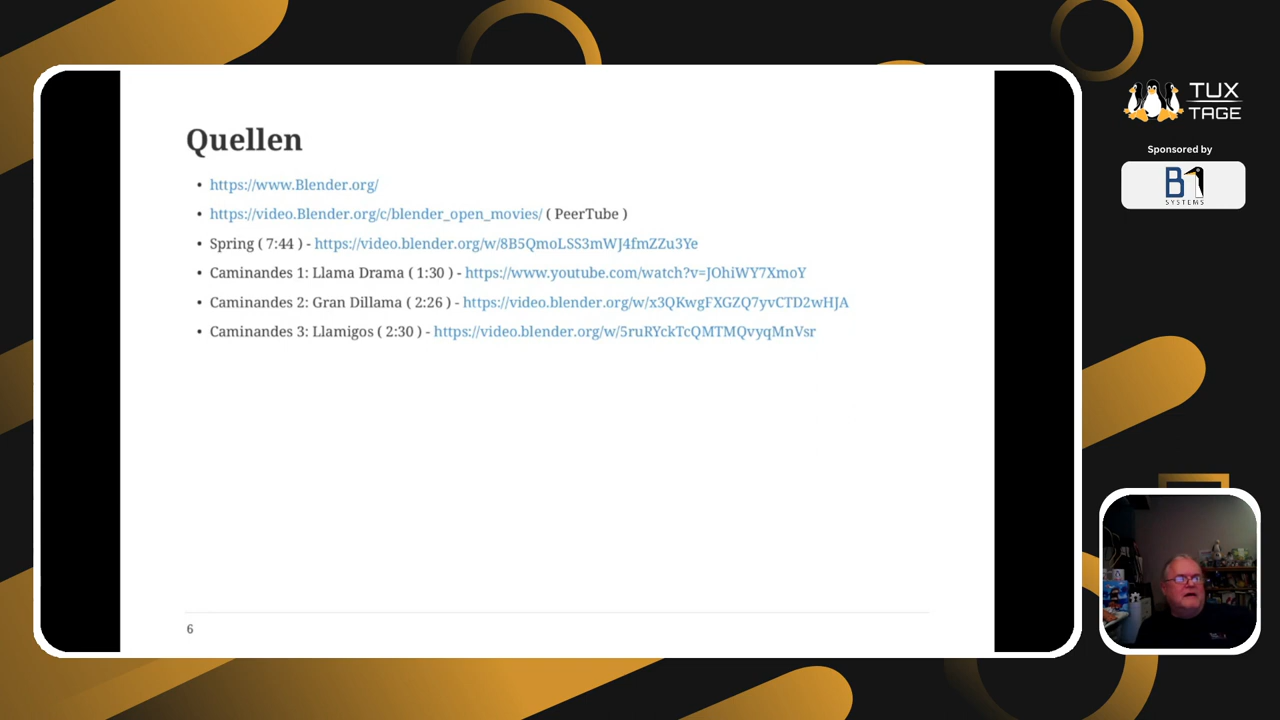 Quellen
• https://www.Blender.org/
• https://video.Blender.org/c/blender_open_movies/ ( PeerTube )
• Spring ( 7:44 ) - https://video.blender.org/w/8B5QmoLSS3mWJ4fmZZu3Ye
• Caminandes 1: Llama Drama ( 1:30 ) - https://www.youtube.com/watch?v=JOhiWY7XmoY
• Caminandes 2: Gran Dillama ( 2:26 ) - https://video.blender.org/w/x3QKwgFXGZQ7yvCTD2wHJA
• Caminandes 3: Llamigos ( 2:30 ) - https://video.blender.org/w/5ruRYckTcQMTMQvyqMnVsr
6
TUX
TAGE
Sponsored by
B1
SYSTEMS